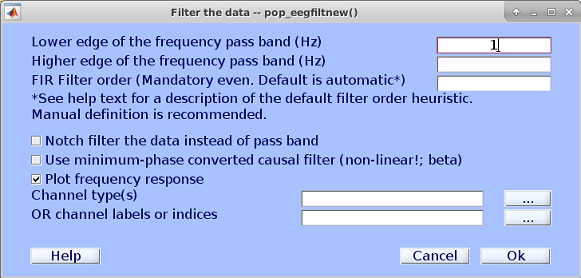 Filter the data -- pop_eegfiltnew()
Lower edge of the frequency pass band (Hz) 1
Higher edge of the frequency pass band (Hz)
FIR Filter order (Mandatory even. Default is automatic*)
*See help text for a description of the default filter order heuristic.
Manual definition is recommended.
Notch filter the data instead of pass band
Use minimum-phase converted causal filter (non-linear!; beta)
Plot frequency response
Channel type(s) ...
OR channel labels or indices ...
Help Cancel Ok